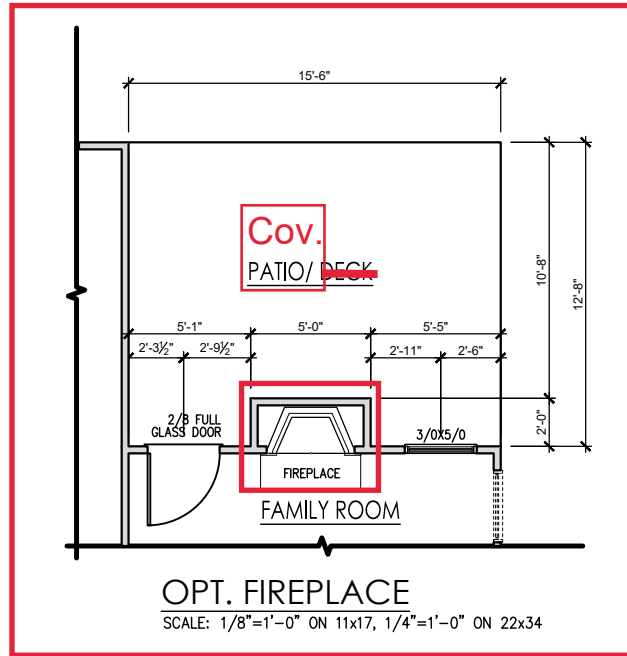 15'-6"
Cov.
PATIO/ DECK
10'-8"
12'-8"
5'-1" 5'-0" 5'-5"
2'-3½" 2'-9½" 2'-11" 2'-6"
2'-0"
2/8 FULL
GLASS DOOR
3/0X5/0
FIREPLACE
FAMILY ROOM
OPT. FIREPLACE
SCALE: 1/8"=1'-0" ON 11x17, 1/4"=1'-0" ON 22x34